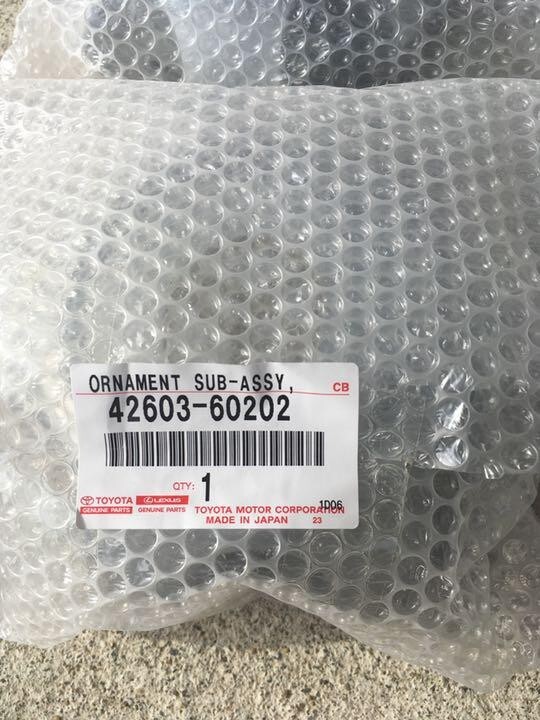 ORNAMENT SUB-ASSY,
CB
42603-60202
QTY: 1
TOYOTA LEXUS
GENUINE PARTS GENUINE PARTS
TOYOTA MOTOR CORPORATION
1D06
MADE IN JAPAN 23